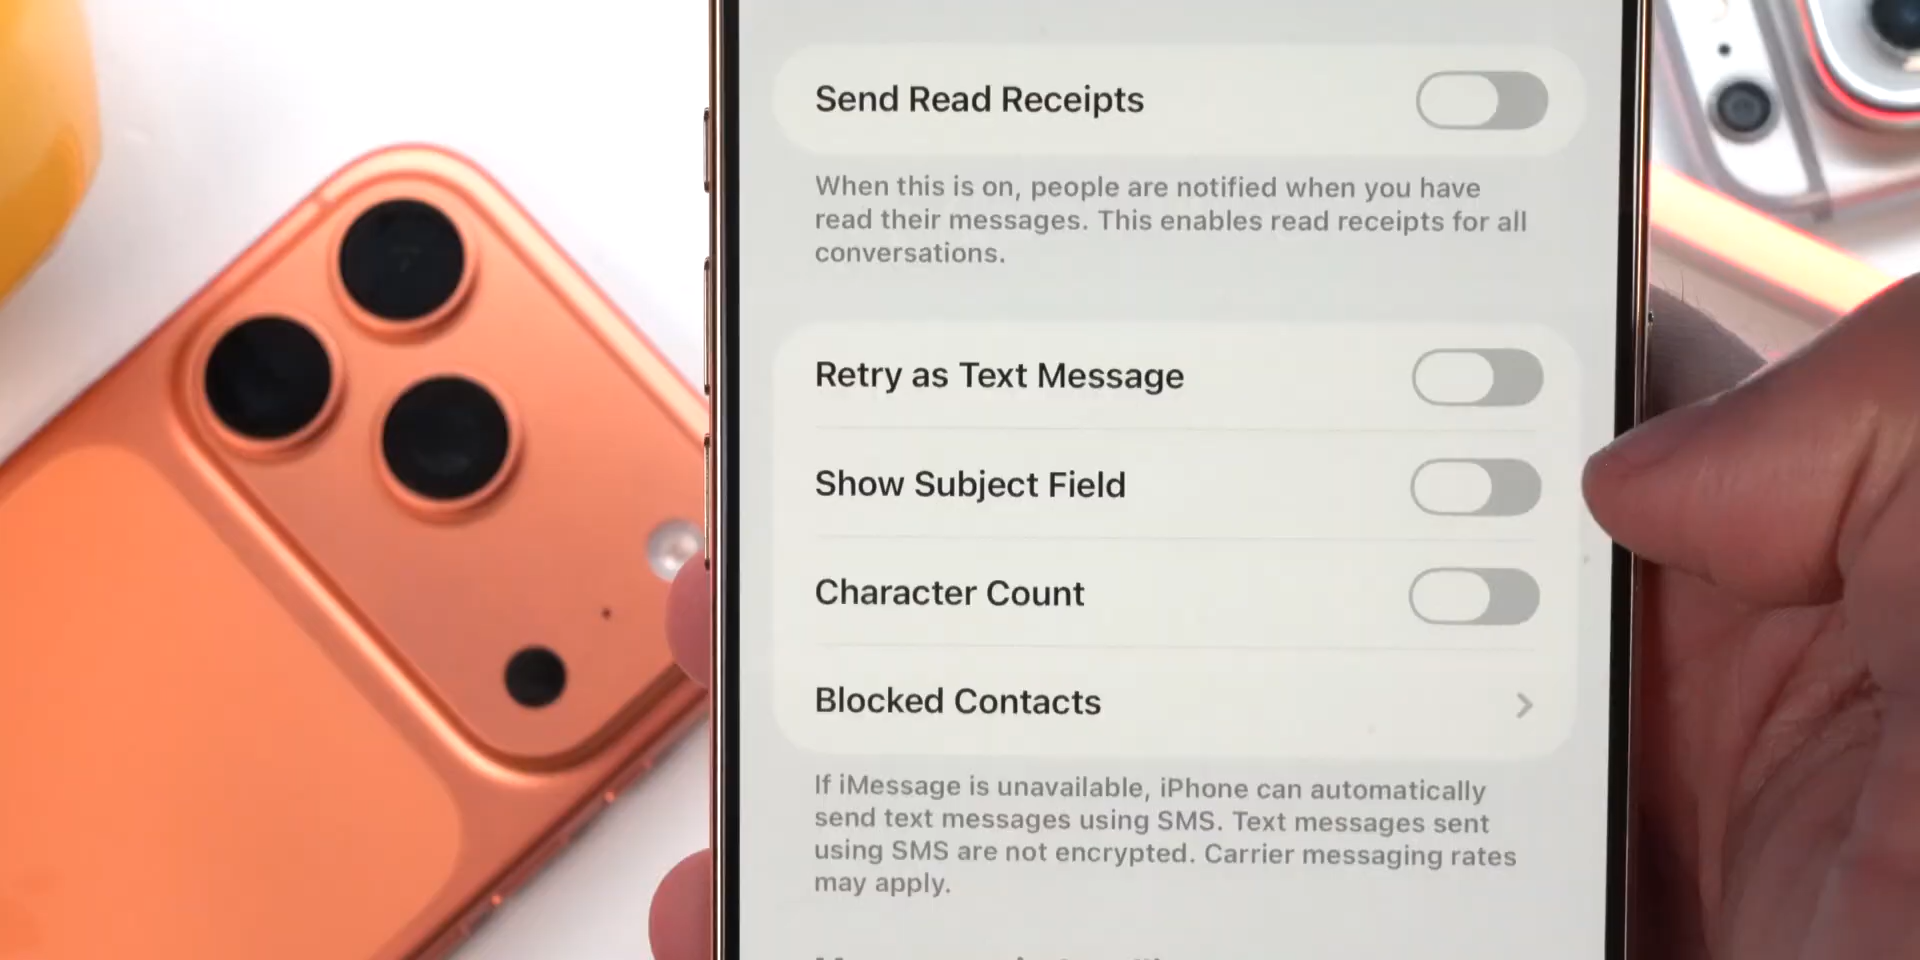 Send Read Receipts
When this is on, people are notified when you have
read their messages. This enables read receipts for all
conversations.
Retry as Text Message
Show Subject Field
Character Count
Blocked Contacts
If iMessage is unavailable, iPhone can automatically
send text messages using SMS. Text messages sent
using SMS are not encrypted. Carrier messaging rates
may apply.